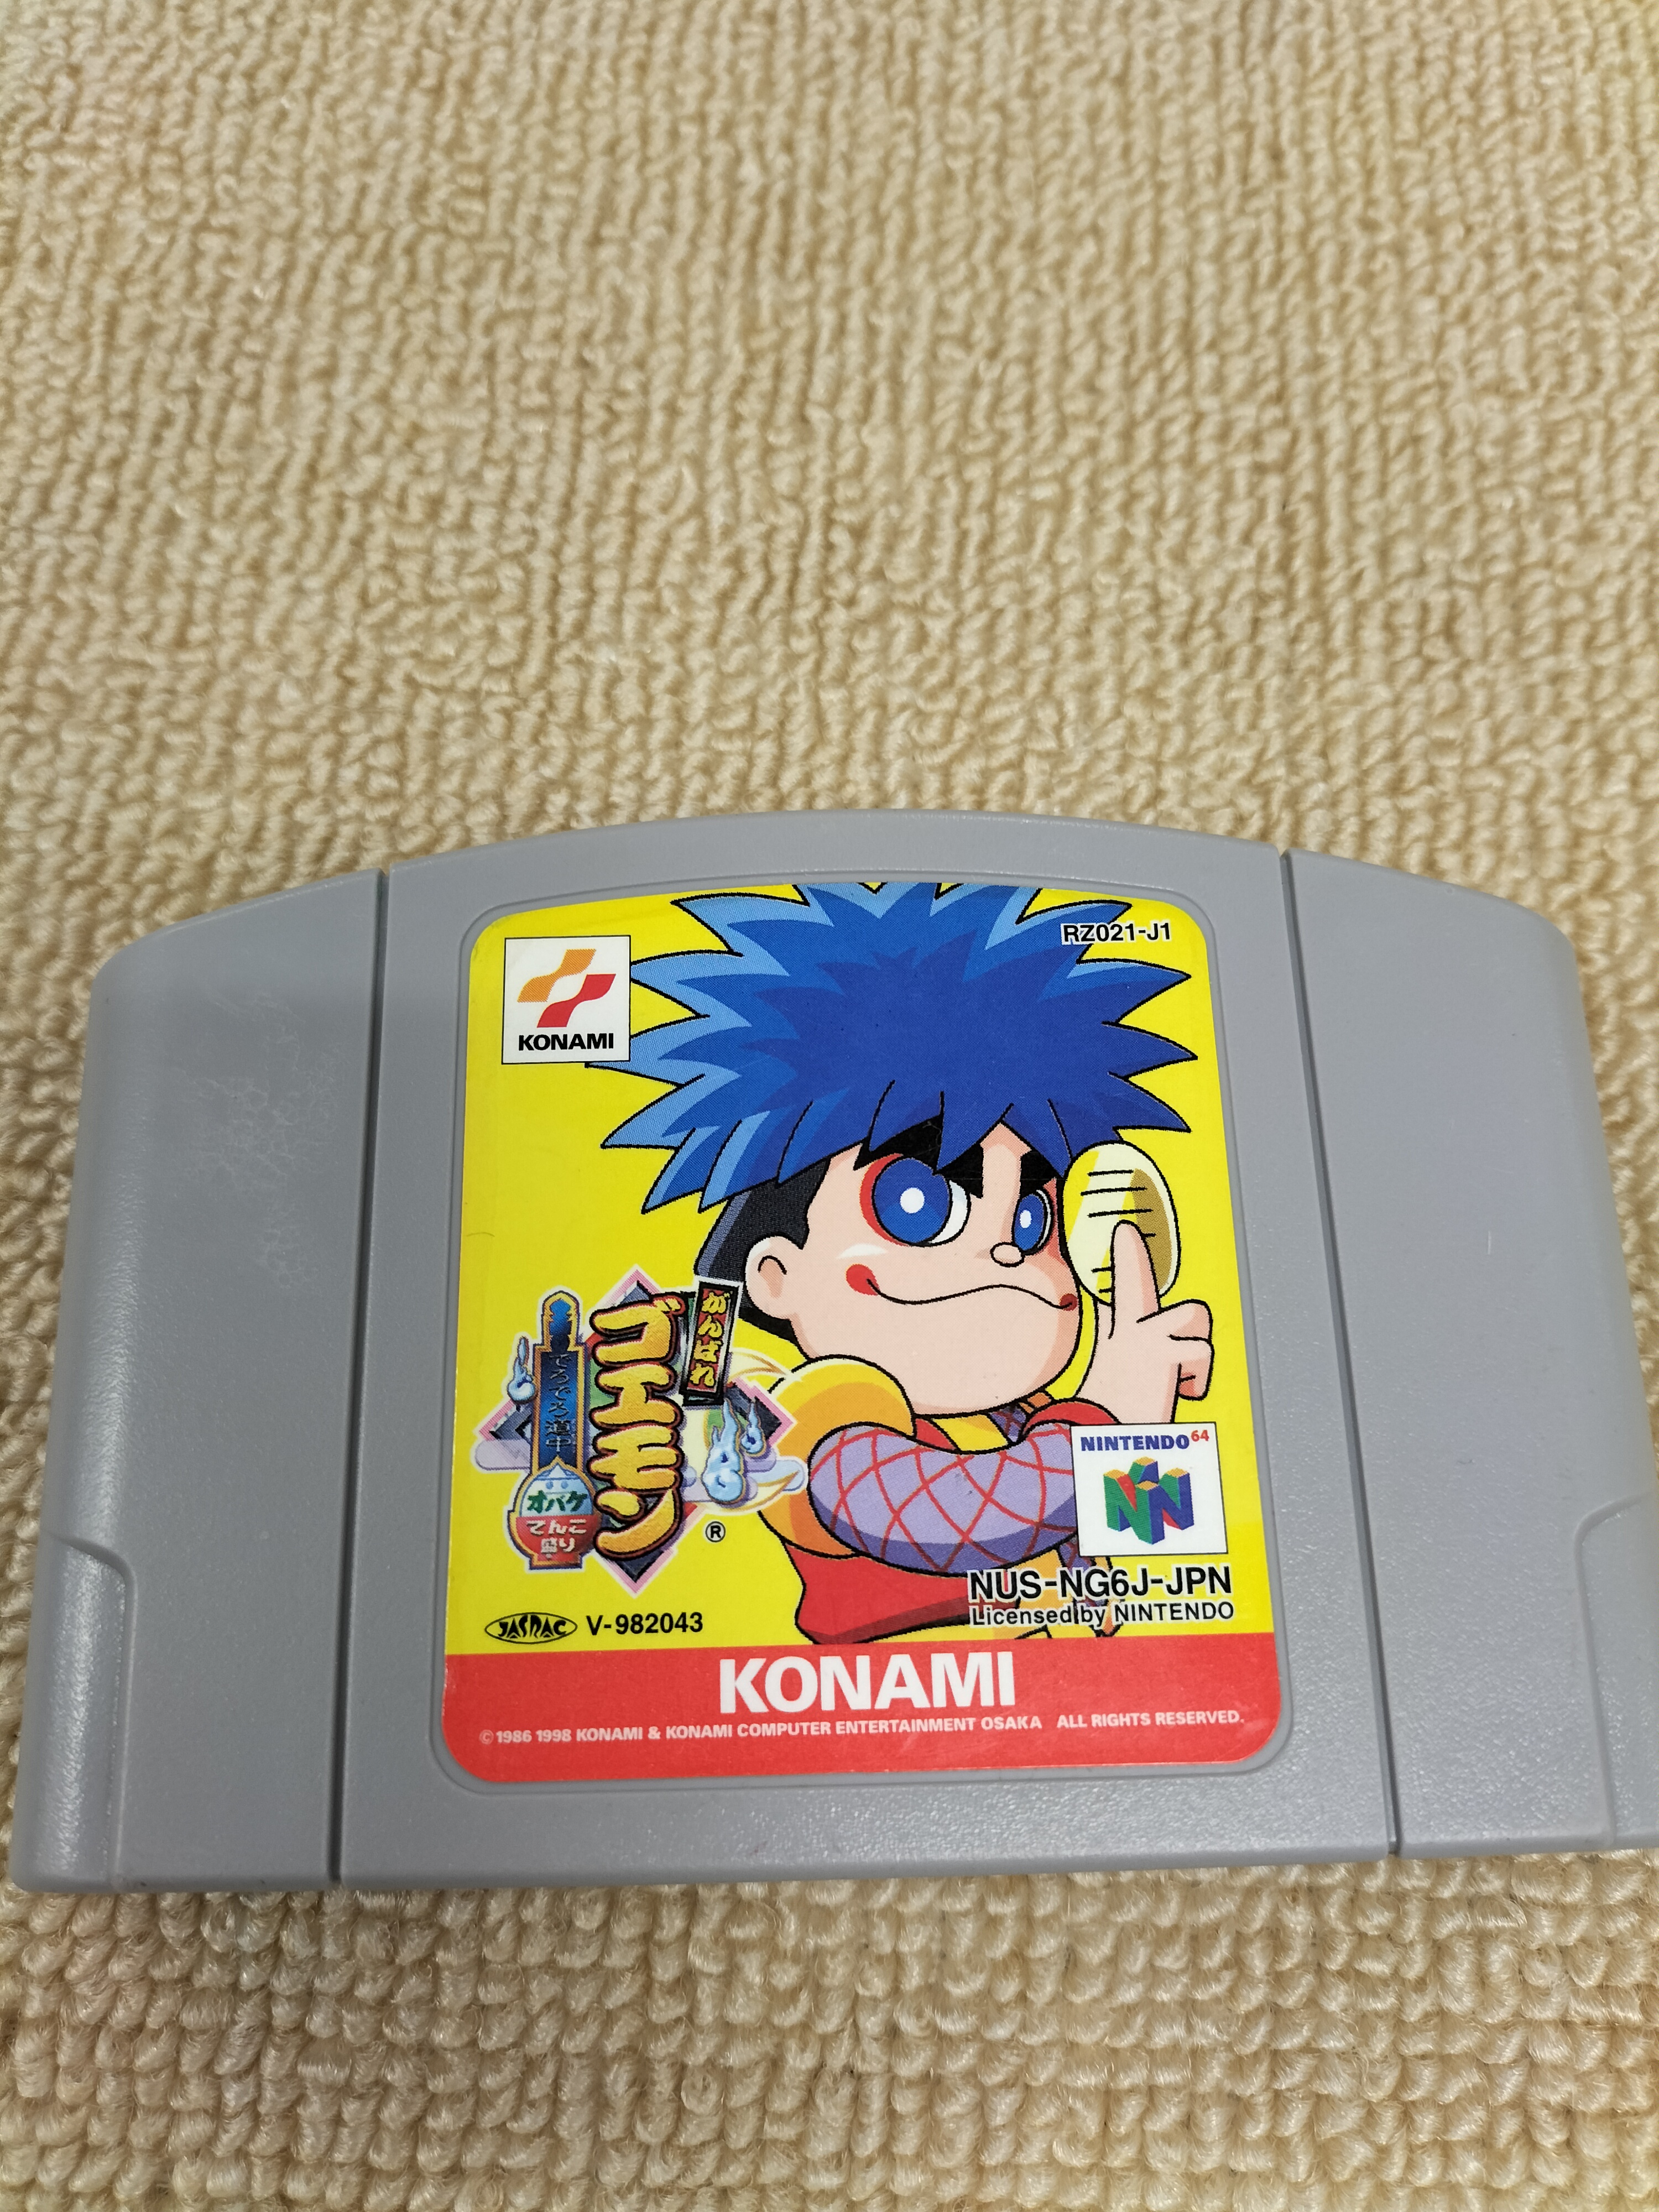 KONAMI
RZ021-J1
がんばれ
ゴエモン
でろでろ道中
オバケ
てんこ
盛り
®
NINTENDO64
NUS-NG6J-JPN
Licensed by NINTENDO
JASRAC V-982043
KONAMI
©1986 1998 KONAMI & KONAMI COMPUTER ENTERTAINMENT OSAKA ALL RIGHTS RESERVED.